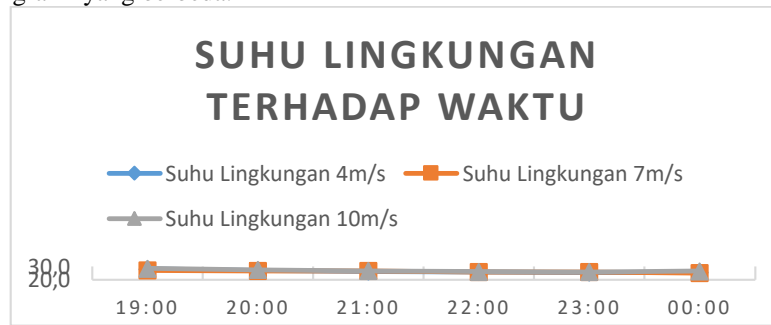 SUHU LINGKUNGAN
TERHADAP WAKTU
Suhu Lingkungan 4m/s Suhu Lingkungan 7m/s
Suhu Lingkungan 10m/s
30,0
20,0
19:00 20:00 21:00 22:00 23:00 00:00